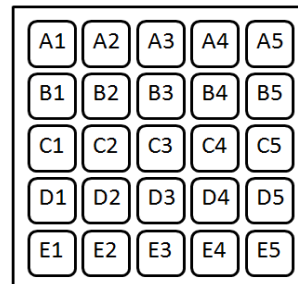 A1 A2 A3 A4 A5
B1 B2 B3 B4 B5
C1 C2 C3 C4 C5
D1 D2 D3 D4 D5
E1 E2 E3 E4 E5